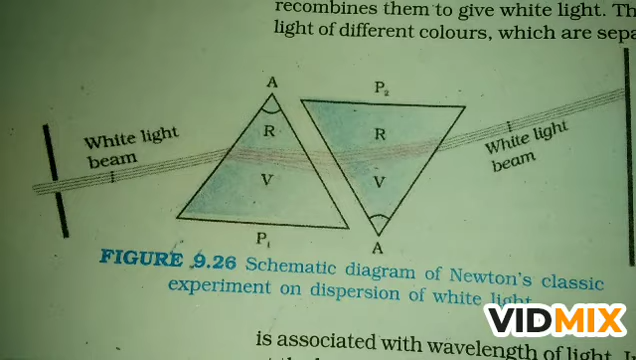 recombines them to give white light. Th
light of different colours, which are sepa
A
P₂
White light
beam
R
V
R
V
White light
beam
P₁
A
FIGURE 9.26 Schematic diagram of Newton's classic
experiment on dispersion of white light
VIDMIX
is associated with wavelength of light.